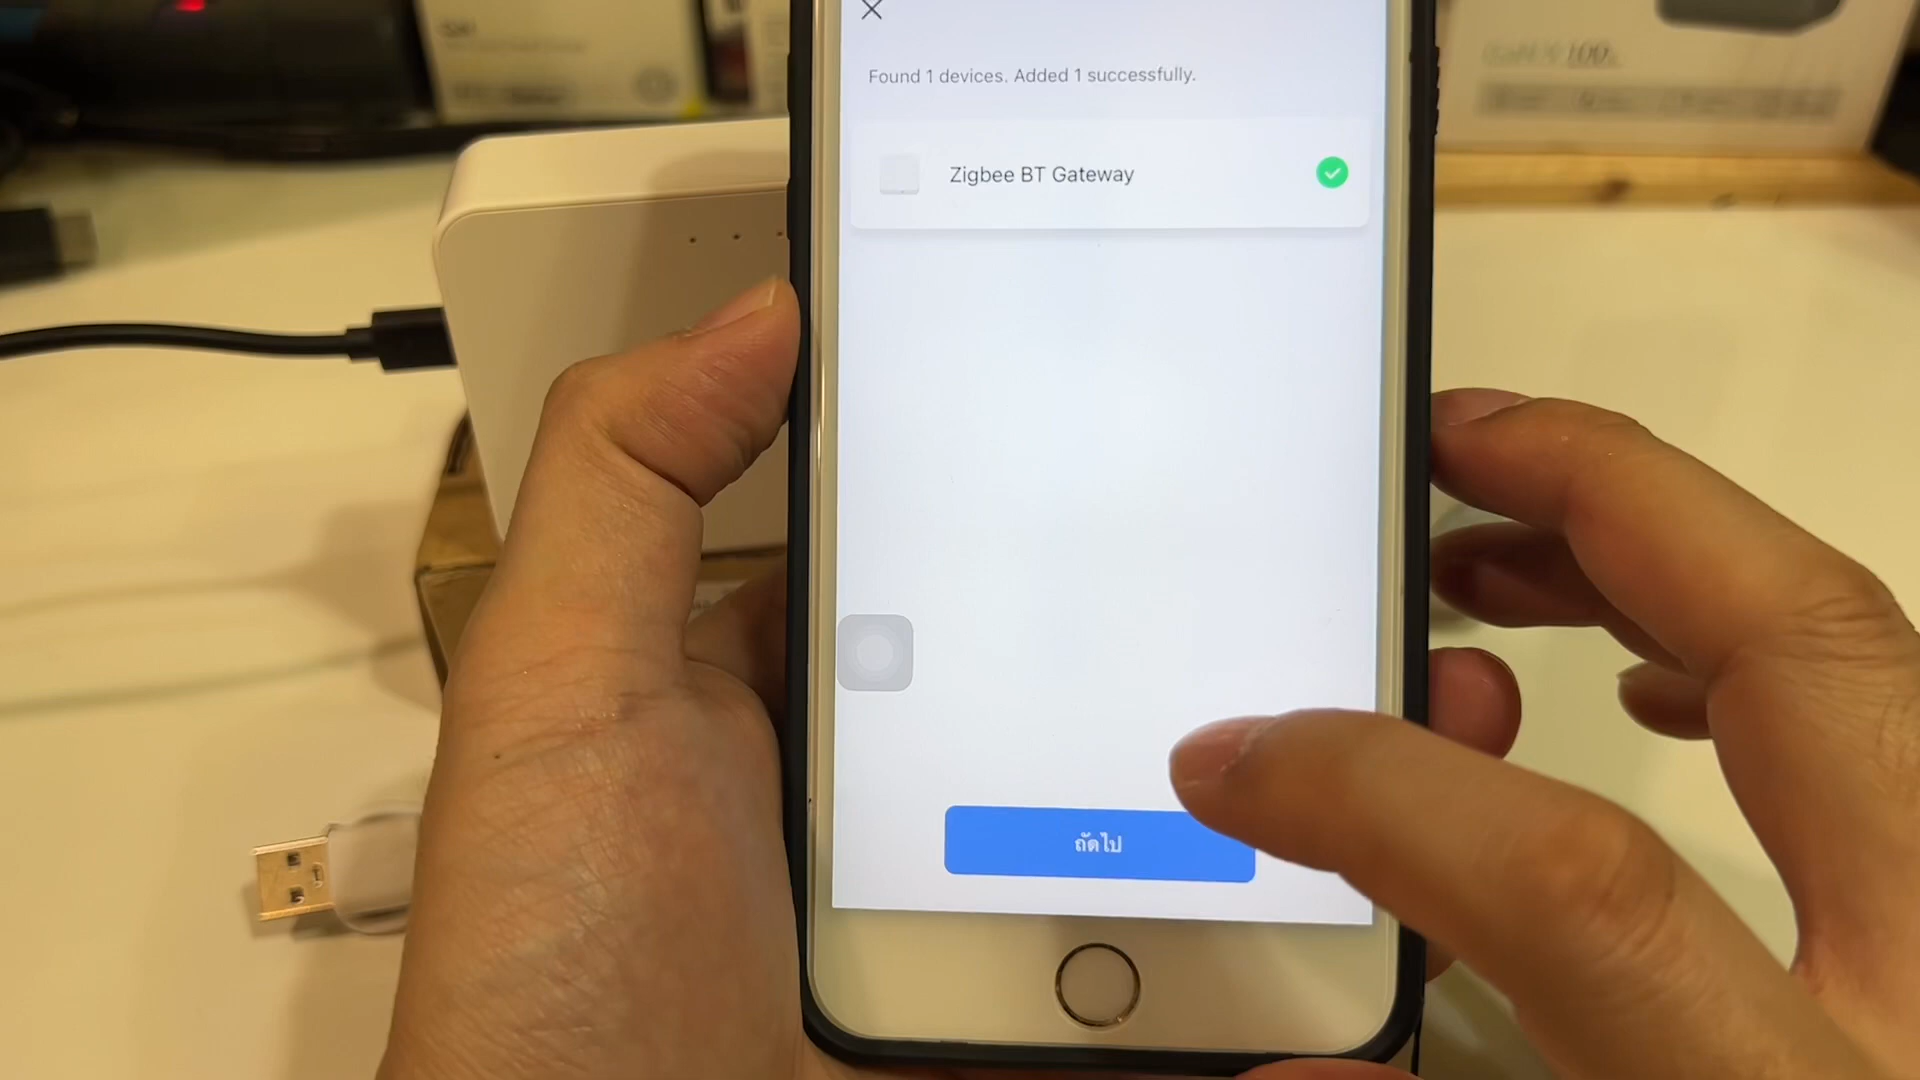 Found 1 devices. Added 1 successfully.
Zigbee BT Gateway
ถัดไป